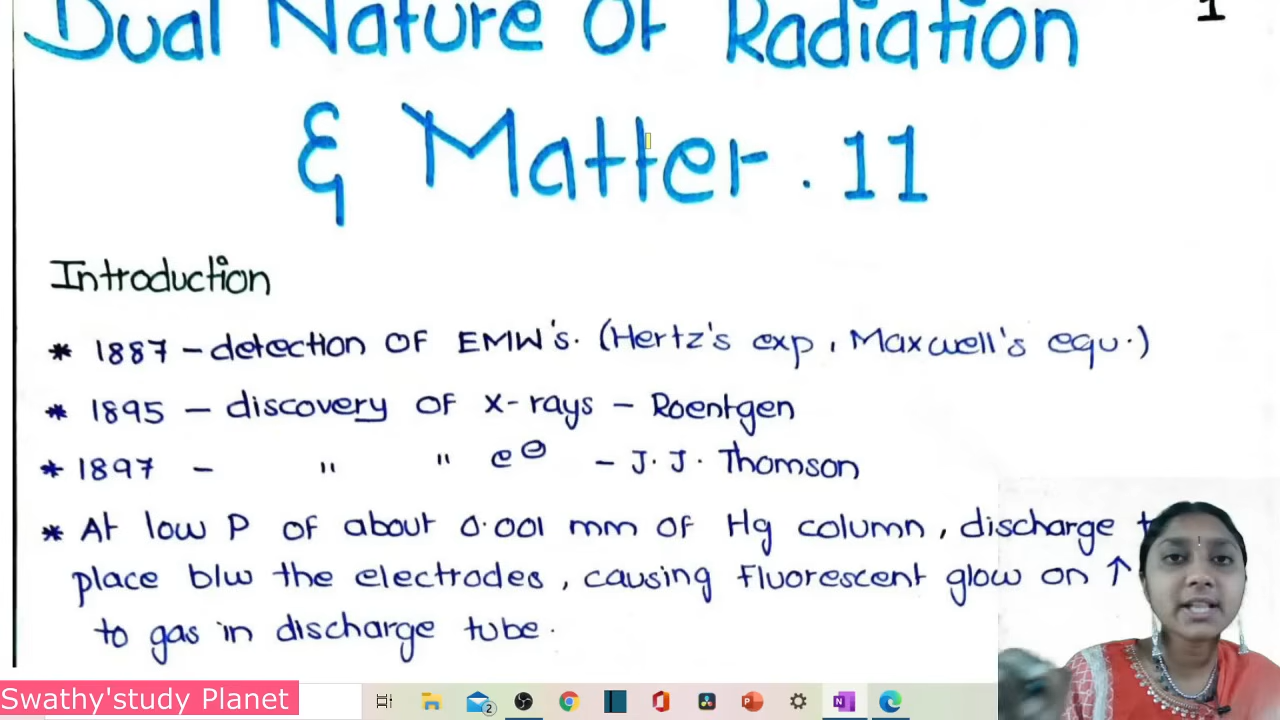 Dual Nature Of Radiation
1
& Matter. 11
Introduction
* 1887 - detection OF EMW's. (Hertz's exp, Maxwell's equ.)
* 1895 - discovery OF X-rays - Roentgen
* 1897 - " " e⊖ - J. J. Thomson
* At low P of about 0.001 mm OF Hg column, discharge
place b/w the electrodes, causing fluorescent glow on ↑
to gas in discharge tube.
Swathy'study Planet
2